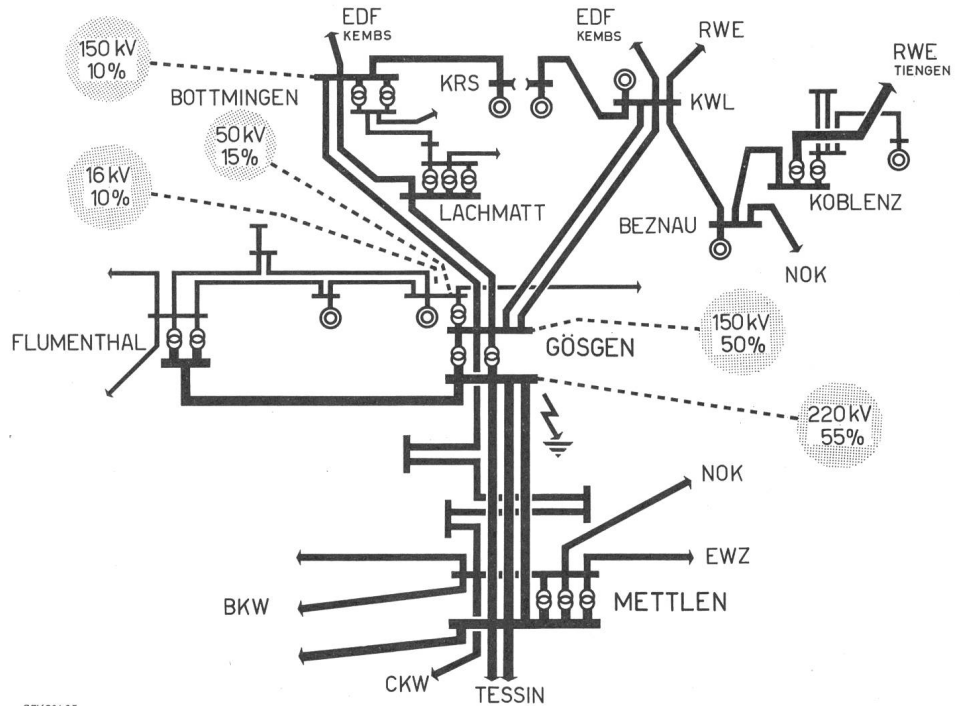 EDF
KEMBS
EDF
KEMBS
RWE
RWE
TIENGEN
150 kV
10%
KRS
KWL
BOTTMINGEN
50 kV
15%
16 kV
10%
LACHMATT
KOBLENZ
BEZNAU
NOK
FLUMENTHAL
GÖSGEN
150 kV
50%
220 kV
55%
NOK
EWZ
BKW
METTLEN
CKW
TESSIN